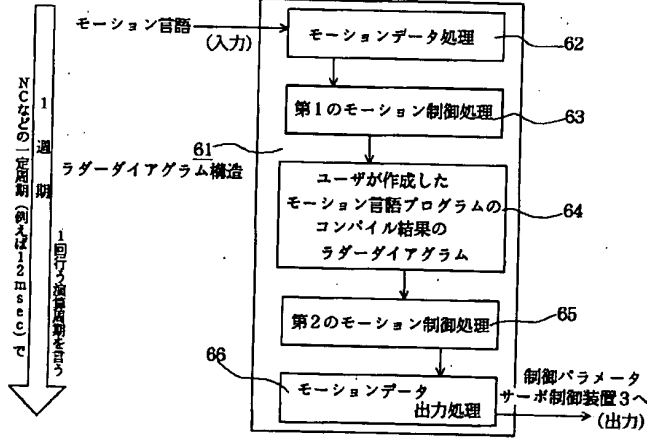 モーション言語
(入力)
モーションデータ処理
62
第1のモーション制御処理
63
61
ラダーダイアグラム構造
ユーザが作成した
モーション言語プログラムの
コンパイル結果の
ラダーダイアグラム
64
第2のモーション制御処理
65
66
モーションデータ
出力処理
制御パラメータ
サーボ制御装置3へ
(出力)
1週期
NCなどの一定周期(例えば12msec)で
1回行う演算周期を言う